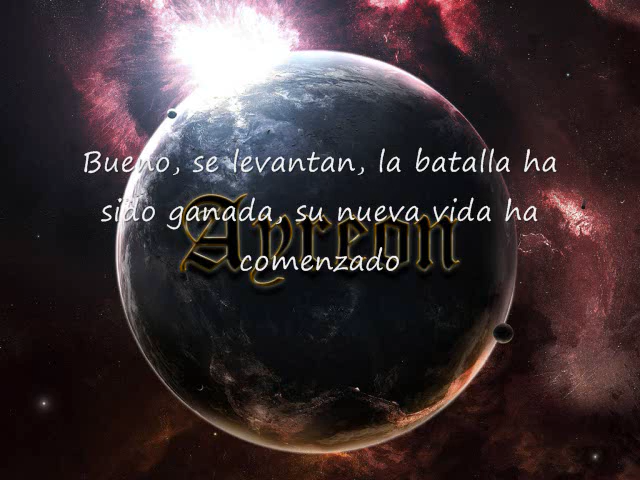 Bueno, se levantan, la batalla ha
sido ganada, su nueva vida ha
Ayreon
comenzado